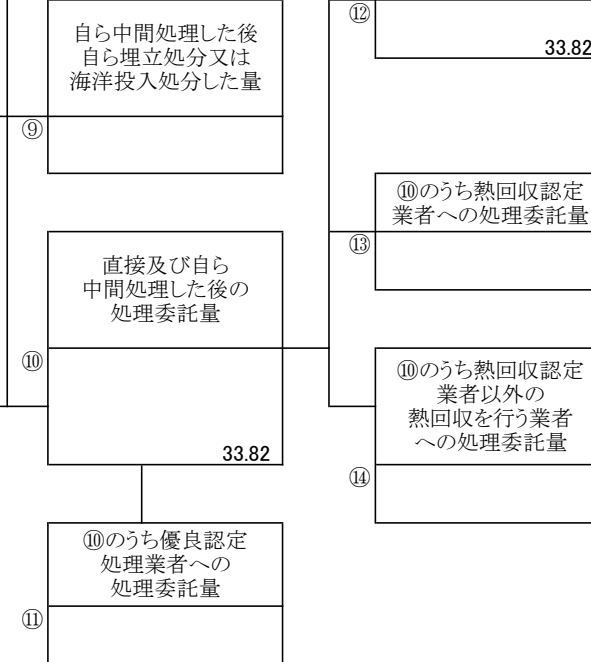 自ら中間処理した後
自ら埋立処分又は
海洋投入処分した量
⑨
直接及び自ら
中間処理した後の
処理委託量
⑩
33.82
⑩のうち優良認定
処理業者への
処理委託量
⑪
⑫
33.82
⑩のうち熱回収認定
業者への処理委託量
⑬
⑩のうち熱回収認定
業者以外の
熱回収を行う業者
への処理委託量
⑭